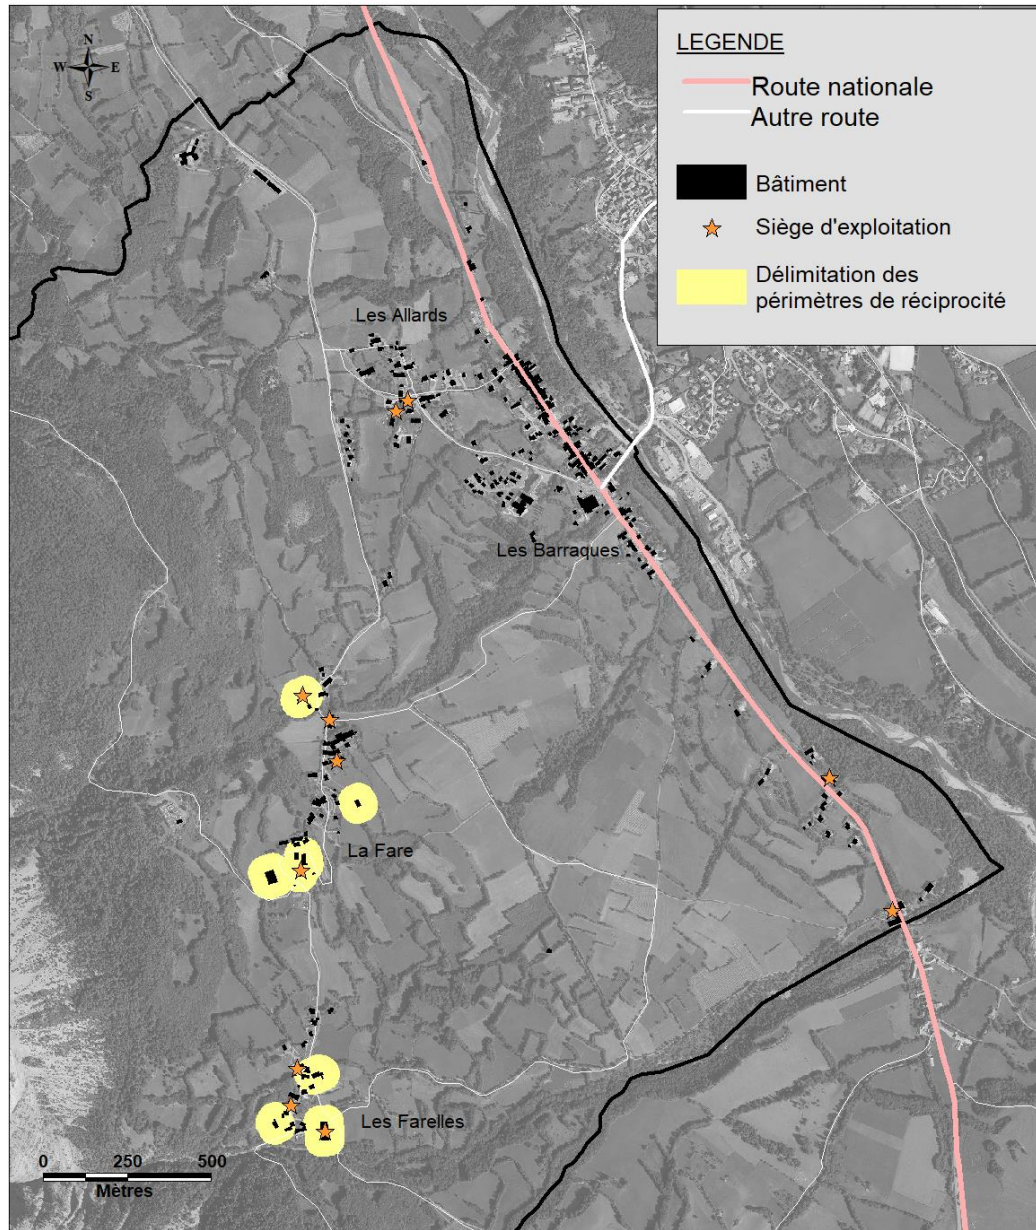 N
W E
S
LEGENDE
Route nationale
Autre route
Bâtiment
Siège d'exploitation
Délimitation des
périmètres de réciprocité
Les Allards
Les Barraques
La Fare
Les Farelles
0 250 500
Mètres